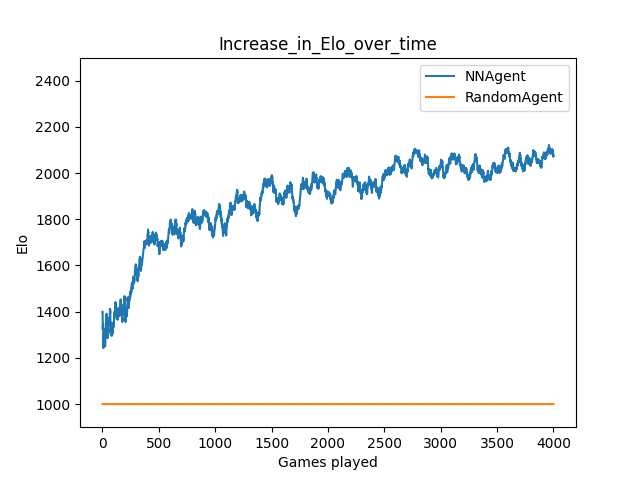 Increase_in_Elo_over_time
NNAgent
RandomAgent
2400
2200
2000
1800
1600
1400
1200
1000
Elo
0 500 1000 1500 2000 2500 3000 3500 4000
Games played